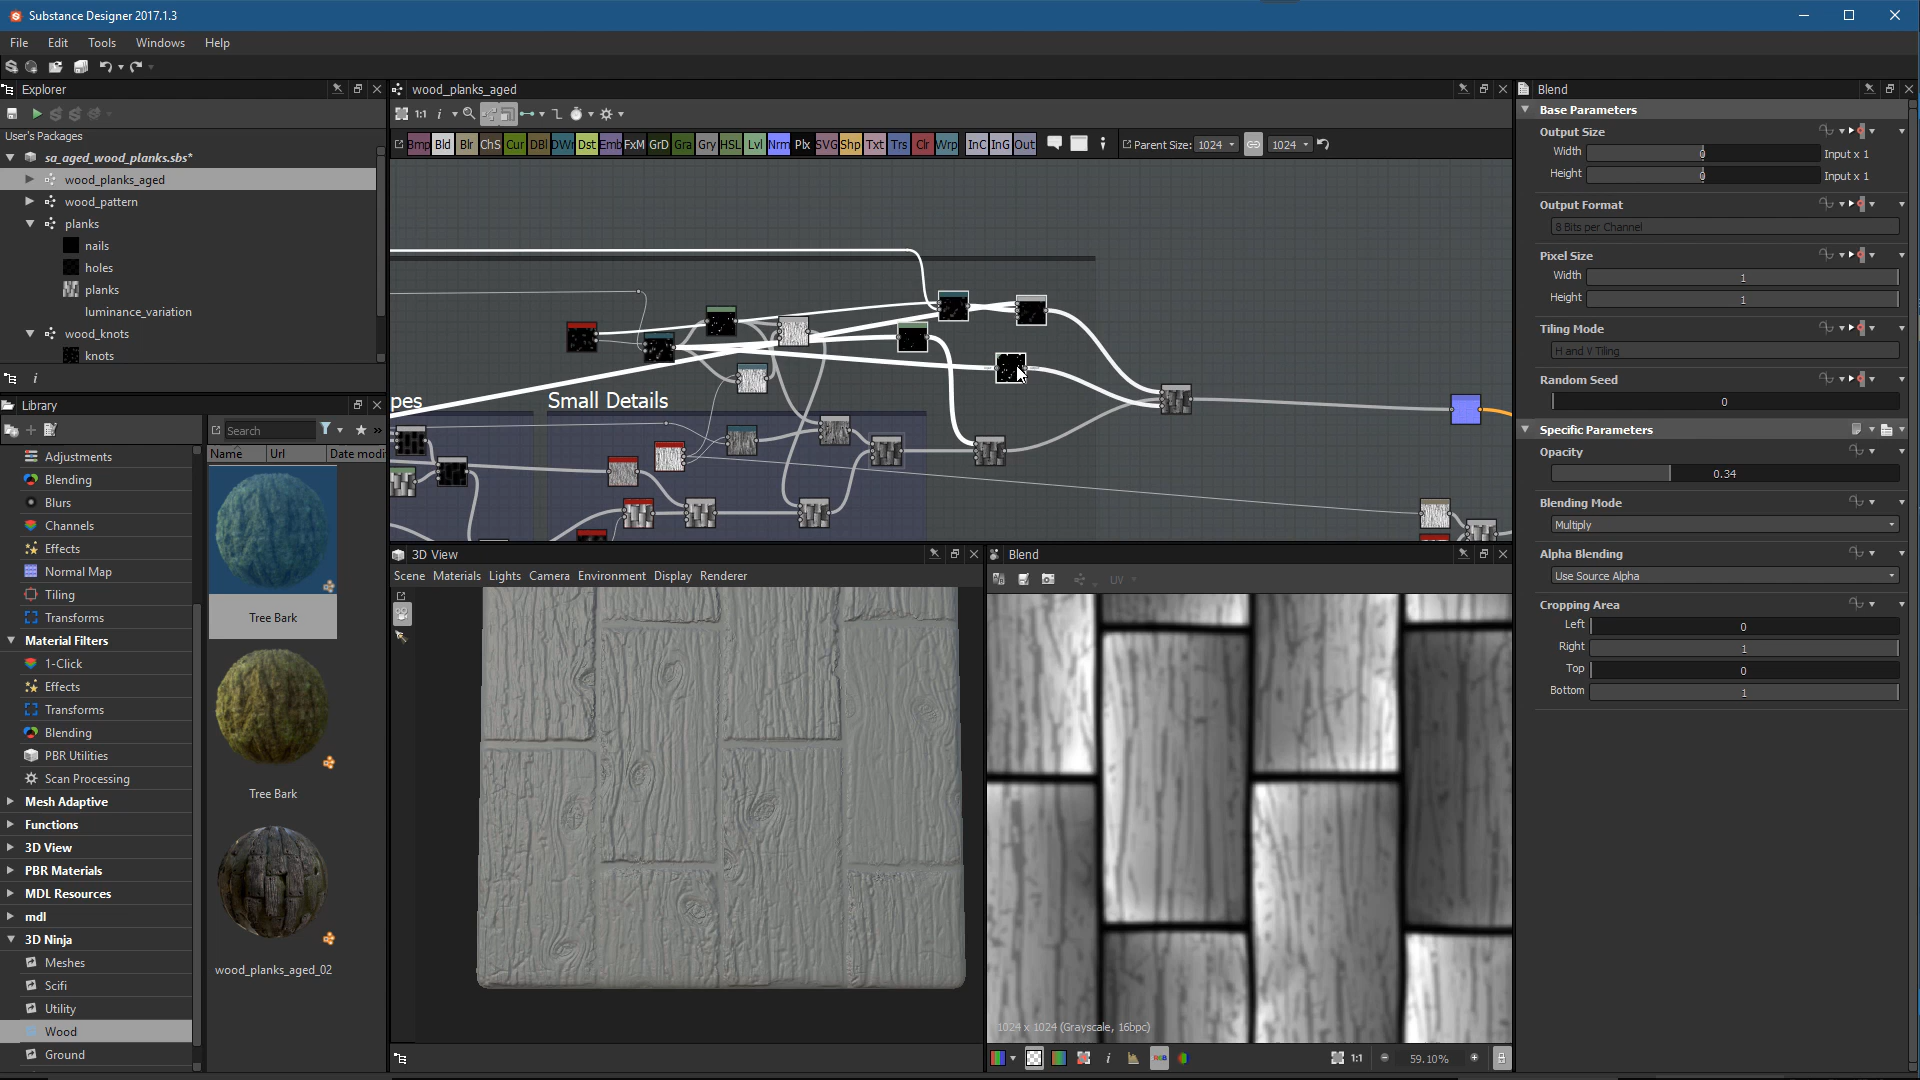 Substance Designer 2017.1.3
File Edit Tools Windows Help
Explorer
User's Packages
sa_aged_wood_planks.sbs*
wood_planks_aged
wood_pattern
planks
nails
holes
planks
luminance_variation
wood_knots
knots
Library
Search
Name Url Date modi
Adjustments
Blending
Blurs
Channels
Effects
Normal Map
Tiling
Transforms
Material Filters
1-Click
Effects
Transforms
Blending
PBR Utilities
Scan Processing
Mesh Adaptive
Functions
3D View
PBR Materials
MDL Resources
mdl
3D Ninja
Meshes
Scifi
Utility
Wood
Ground
Tree Bark
Tree Bark
wood_planks_aged_02
wood_planks_aged
1:1
Bmp Bld Blr ChS Cur DBl DWr Dst Emb FxM GrD Gra Gry HSL Lvl Nrm Plx SVG Shp Txt Trs Clr Wrp InC InG Out Parent Size: 1024 1024
pes
Small Details
3D View
Scene Materials Lights Camera Environment Display Renderer
Blend
UV
1024 x 1024 (Grayscale, 16bpc)
RGB
1:1
59.10%
Blend
Base Parameters
Output Size
Width 0 Input x 1
Height 0 Input x 1
Output Format
8 Bits per Channel
Pixel Size
Width 1
Height 1
Tiling Mode
H and V Tiling
Random Seed
0
Specific Parameters
Opacity
0.34
Blending Mode
Multiply
Alpha Blending
Use Source Alpha
Cropping Area
Left 0
Right 1
Top 0
Bottom 1